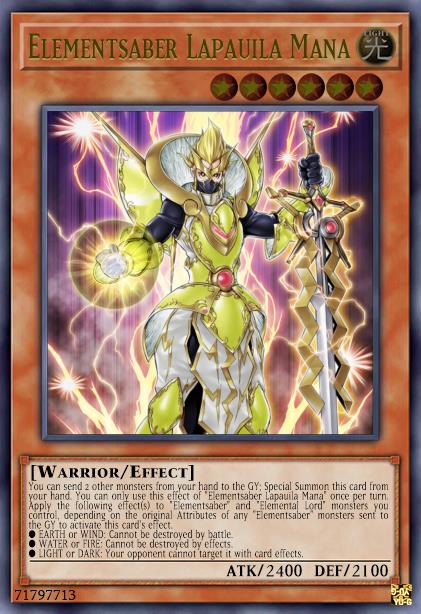 Elementsaber Lapauila Mana
LIGHT
光
[Warrior/Effect]
You can send 2 other monsters from your hand to the GY; Special Summon this card from
your hand. You can only use this effect of "Elementsaber Lapauila Mana" once per turn.
Apply the following effect(s) to "Elementsaber" and "Elemental Lord" monsters you
control, depending on the original Attributes of any "Elementsaber" monsters sent to
the GY to activate this card's effect.
● EARTH or WIND: Cannot be destroyed by battle.
● WATER or FIRE: Cannot be destroyed by effects.
● LIGHT or DARK: Your opponent cannot target it with card effects.
ATK/2400 DEF/2100
71797713